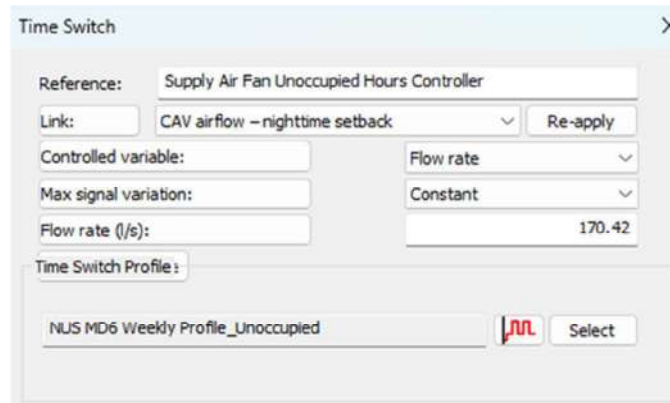 Time Switch
Reference: Supply Air Fan Unoccupied Hours Controller
Link: CAV airflow – nighttime setback Re-apply
Controlled variable: Flow rate
Max signal variation: Constant
Flow rate (l/s): 170.42
Time Switch Profile:
NUS MD6 Weekly Profile_Unoccupied Select